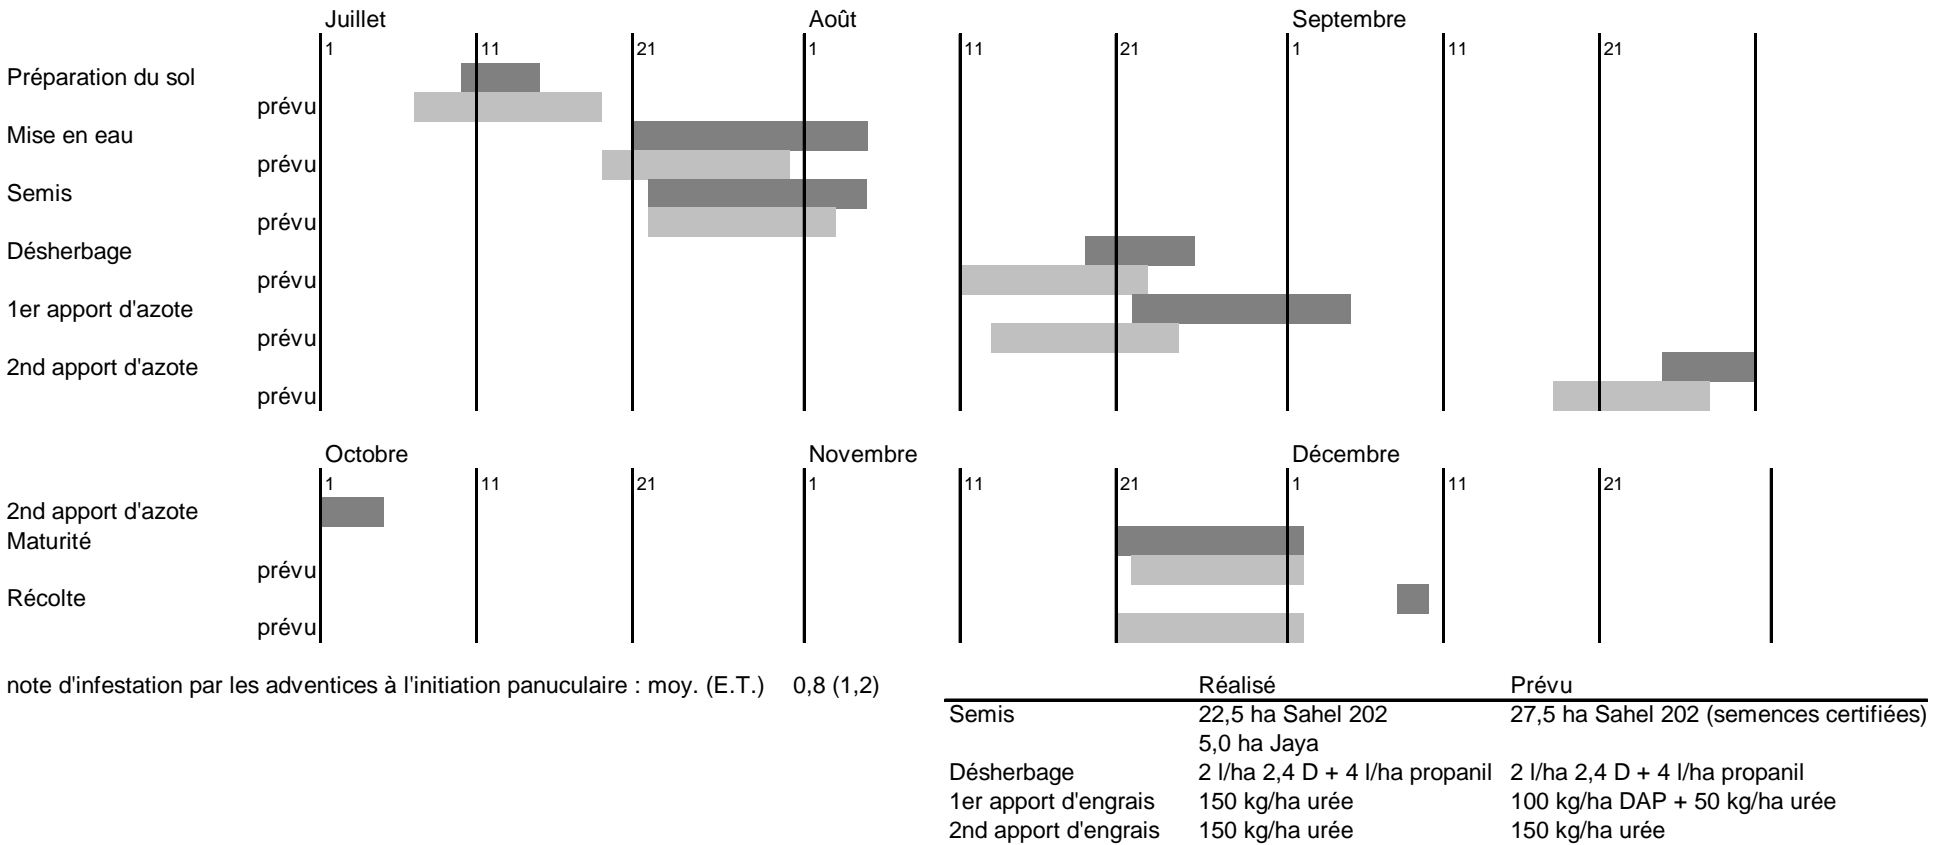 Juillet Août Septembre
1 11 21 1 11 21 1 11 21
Préparation du sol
prévu
Mise en eau
prévu
Semis
prévu
Désherbage
prévu
1er apport d'azote
prévu
2nd apport d'azote
prévu
Octobre Novembre Décembre
1 11 21 1 11 21 1 11 21
2nd apport d'azote
Maturité
prévu
Récolte
prévu
note d'infestation par les adventices à l'initiation panuculaire : moy. (E.T.) 0,8 (1,2)
Réalisé Prévu
Semis 22,5 ha Sahel 202 27,5 ha Sahel 202 (semences certifiées)
5,0 ha Jaya
Désherbage 2 l/ha 2,4 D + 4 l/ha propanil 2 l/ha 2,4 D + 4 l/ha propanil
1er apport d'engrais 150 kg/ha urée 100 kg/ha DAP + 50 kg/ha urée
2nd apport d'engrais 150 kg/ha urée 150 kg/ha urée